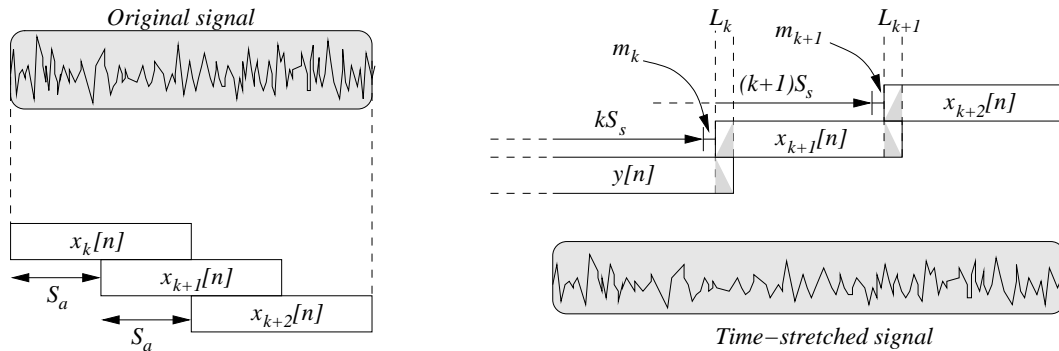 Original signal
x_k[n]
S_a
x_{k+1}[n]
S_a
x_{k+2}[n]
L_k
L_{k+1}
m_k
m_{k+1}
(k+1)S_s
x_{k+2}[n]
kS_s
x_{k+1}[n]
y[n]
Time−stretched signal